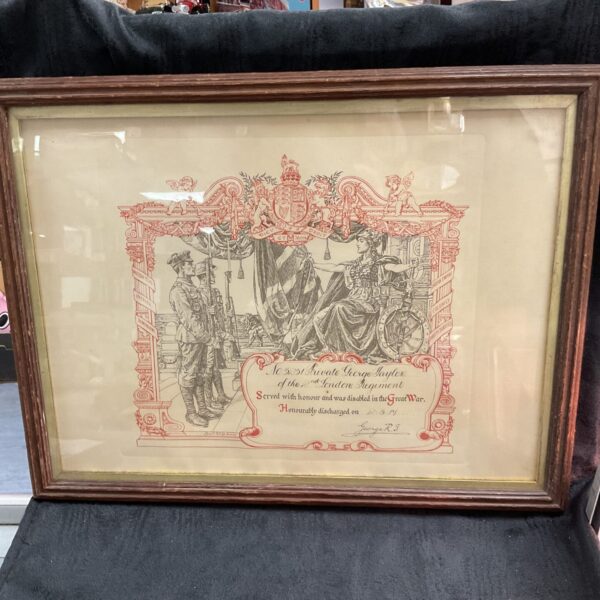 Private George Taylor
of the London Regiment
Served with honour and was disabled in the Great War.
Honourably discharged on
George R.I.